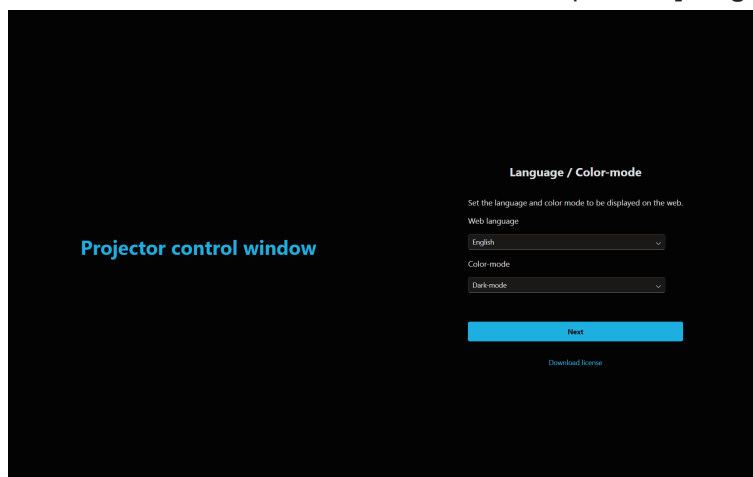 Language / Color-mode
Set the language and color mode to be displayed on the web.
Web language
English
Projector control window
Color-mode
Dark-mode
Next
Download license